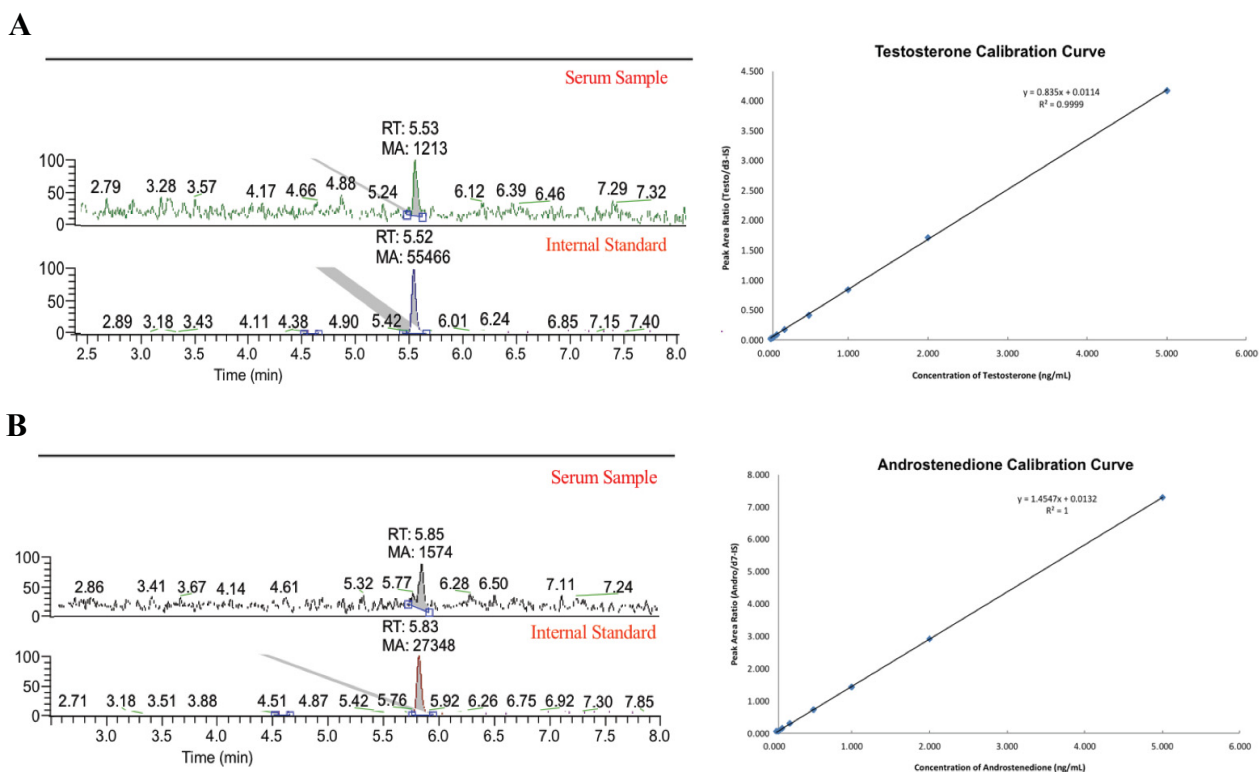 A
Serum Sample
RT: 5.53
MA: 1213
100
50
0
2.79 3.28 3.57 4.17 4.66 4.88 5.24 6.12 6.39 6.46 7.29 7.32
Internal Standard
RT: 5.52
MA: 55466
100
50
0
2.89 3.18 3.43 4.11 4.38 4.90 5.42 6.01 6.24 6.85 7.15 7.40
2.5 3.0 3.5 4.0 4.5 5.0 5.5 6.0 6.5 7.0 7.5 8.0
Time (min)
Testosterone Calibration Curve
y = 0.835x + 0.0114
R² = 0.9999
Peak Area Ratio (Testo/d3-IS)
4.500
4.000
3.500
3.000
2.500
2.000
1.500
1.000
0.500
0.000
0.000 1.000 2.000 3.000 4.000 5.000 6.000
Concentration of Testosterone (ng/mL)
B
Serum Sample
RT: 5.85
MA: 1574
100
50
0
2.86 3.41 3.67 4.14 4.61 5.32 5.77 6.28 6.50 7.11 7.24
Internal Standard
RT: 5.83
MA: 27348
100
50
0
2.71 3.18 3.51 3.88 4.51 4.87 5.42 5.76 5.92 6.26 6.75 6.92 7.30 7.85
3.0 3.5 4.0 4.5 5.0 5.5 6.0 6.5 7.0 7.5 8.0
Time (min)
Androstenedione Calibration Curve
y = 1.4547x + 0.0132
R² = 1
Peak Area Ratio (Andro/d7-IS)
8.000
7.000
6.000
5.000
4.000
3.000
2.000
1.000
0.000
0.000 1.000 2.000 3.000 4.000 5.000 6.000
Concentration of Androstenedione (ng/mL)